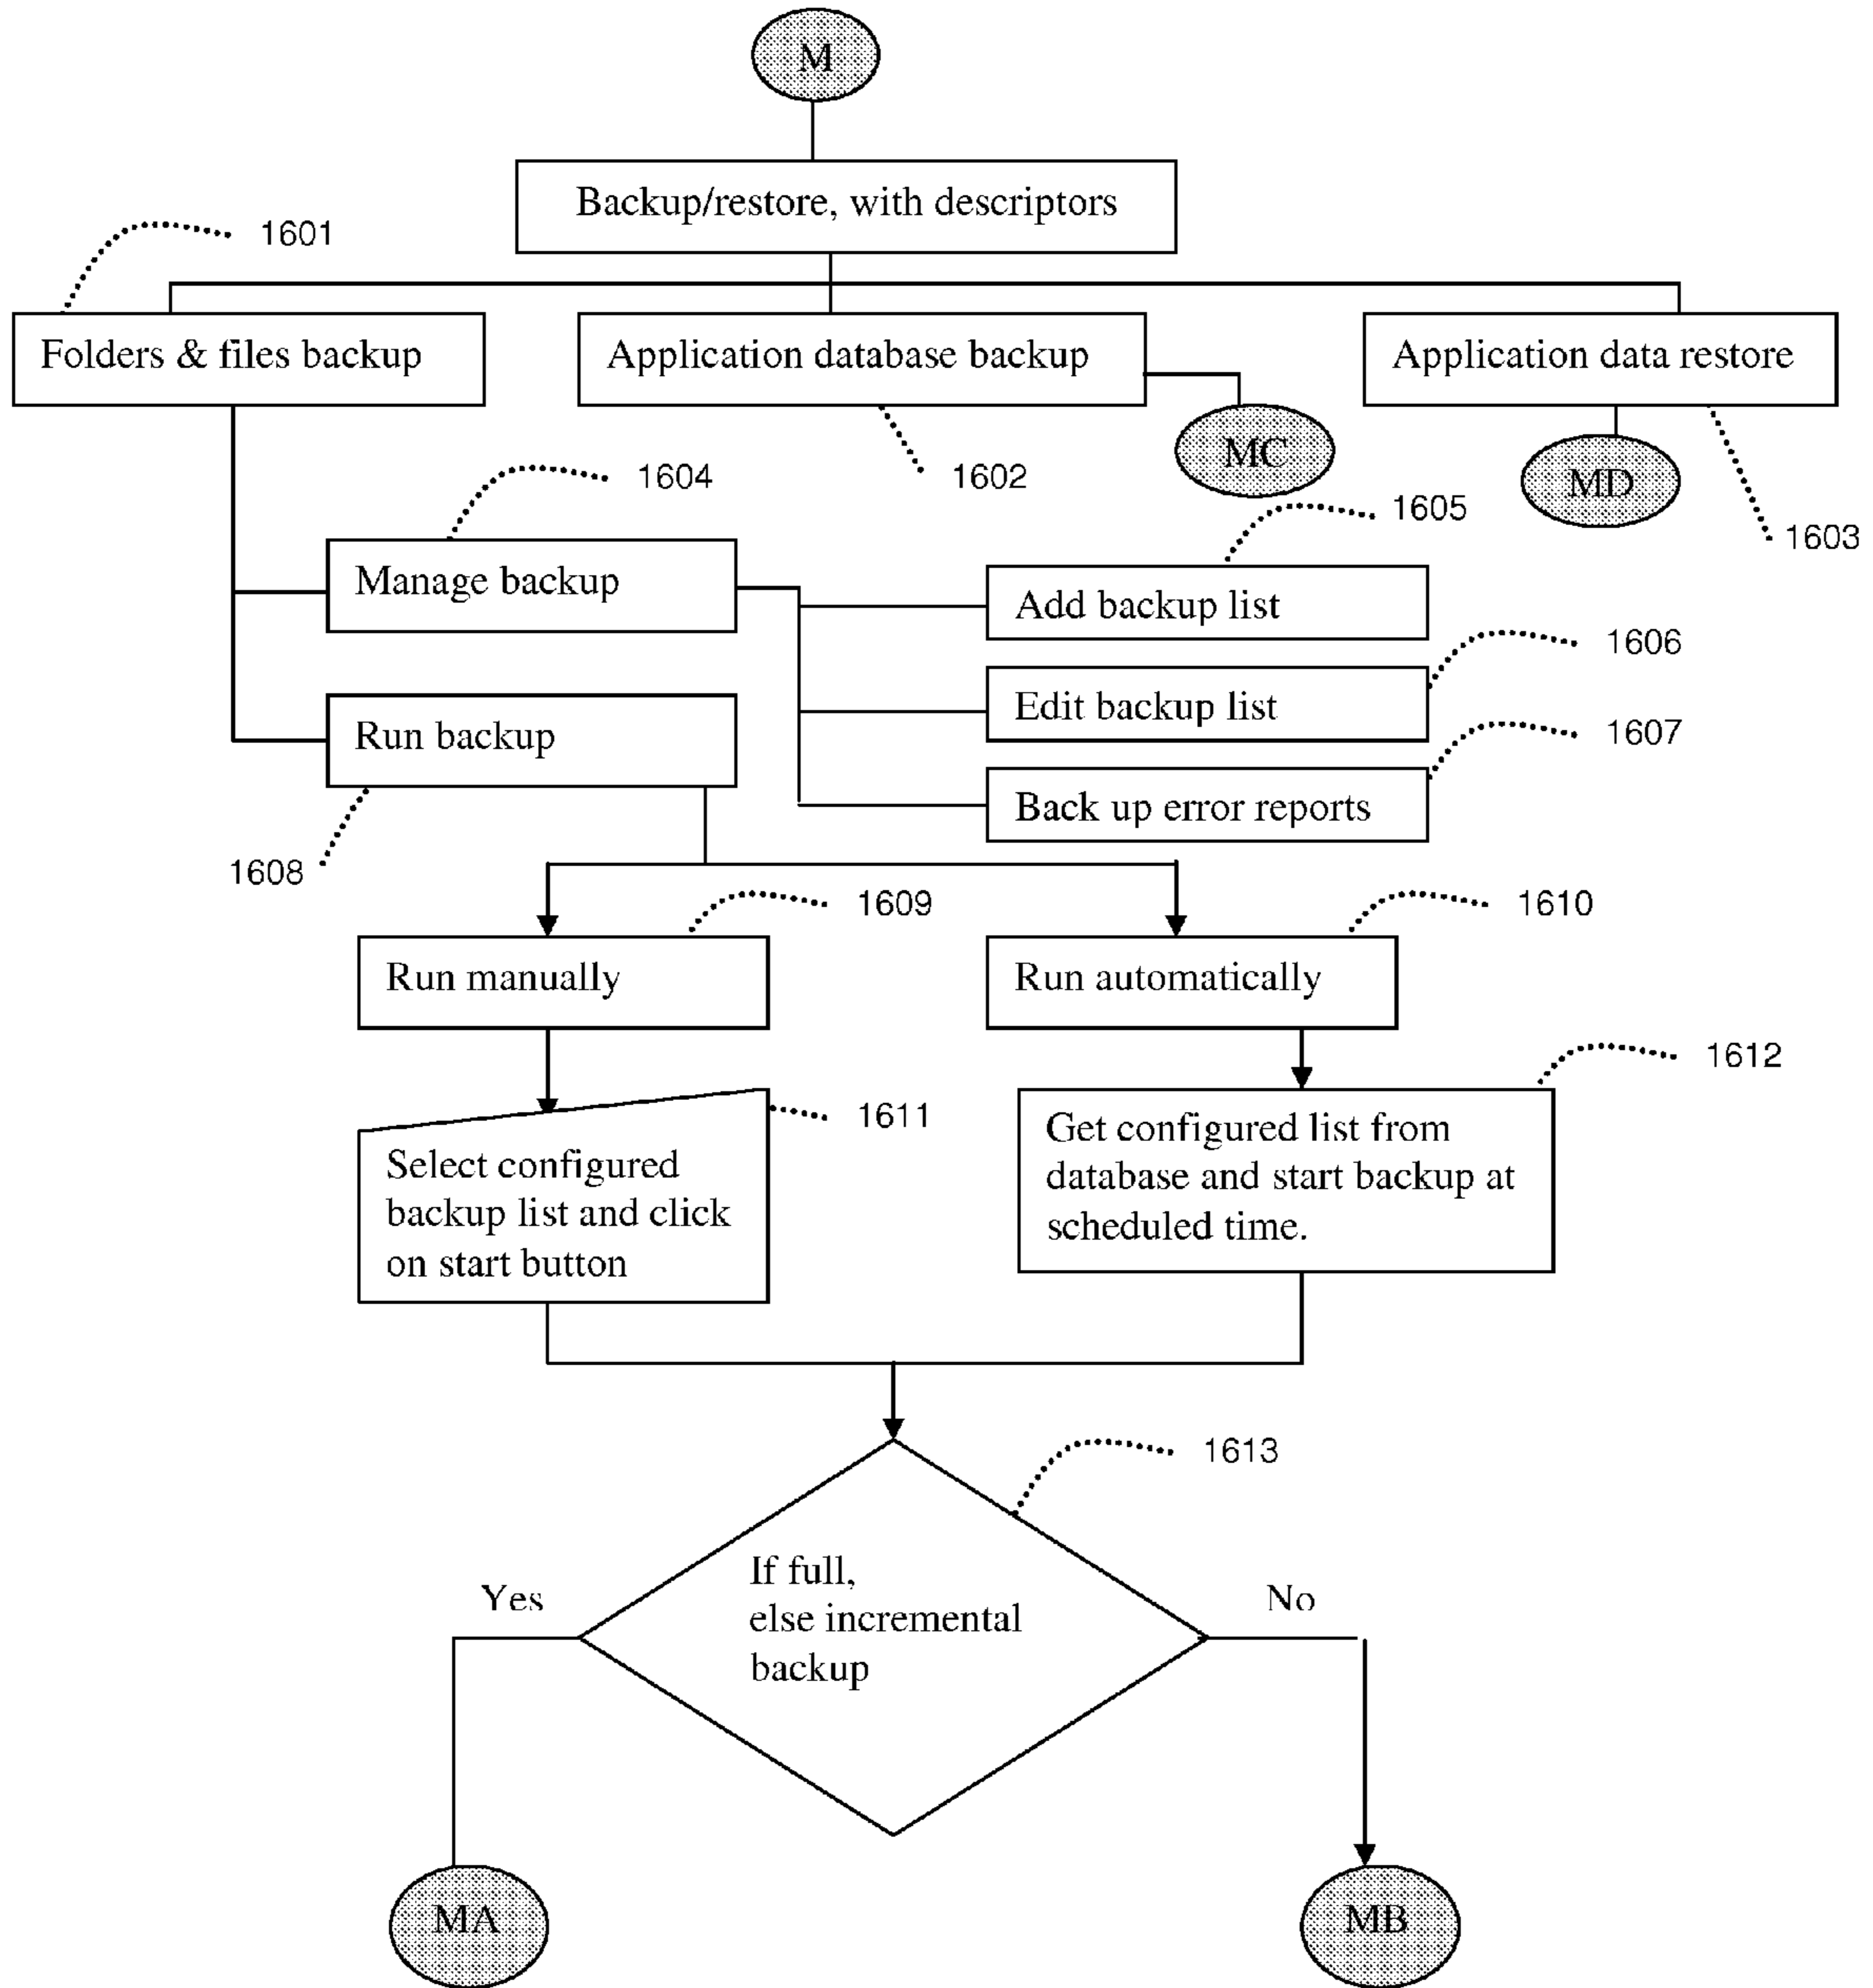 M
Backup/restore, with descriptors
1601
Folders & files backup
Application database backup
Application data restore
MC
MD
1604
1602
1605
1603
Manage backup
Add backup list
1606
Edit backup list
1607
Run backup
Back up error reports
1608
1609
1610
Run manually
Run automatically
1612
1611
Select configured
backup list and click
on start button
Get configured list from
database and start backup at
scheduled time.
1613
If full,
else incremental
backup
Yes
No
MA
MB